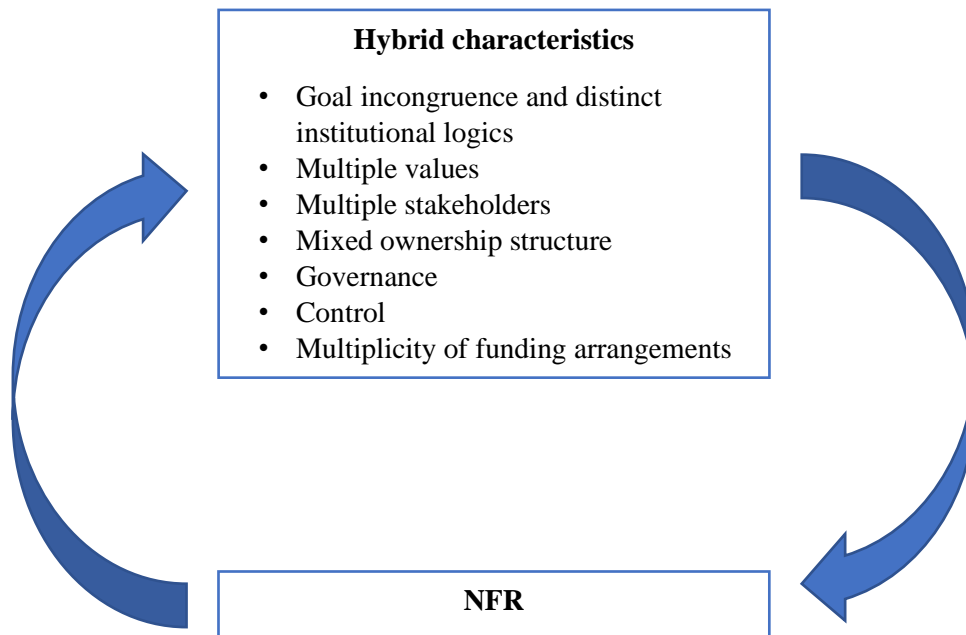 Hybrid characteristics
• Goal incongruence and distinct
institutional logics
• Multiple values
• Multiple stakeholders
• Mixed ownership structure
• Governance
• Control
• Multiplicity of funding arrangements
NFR